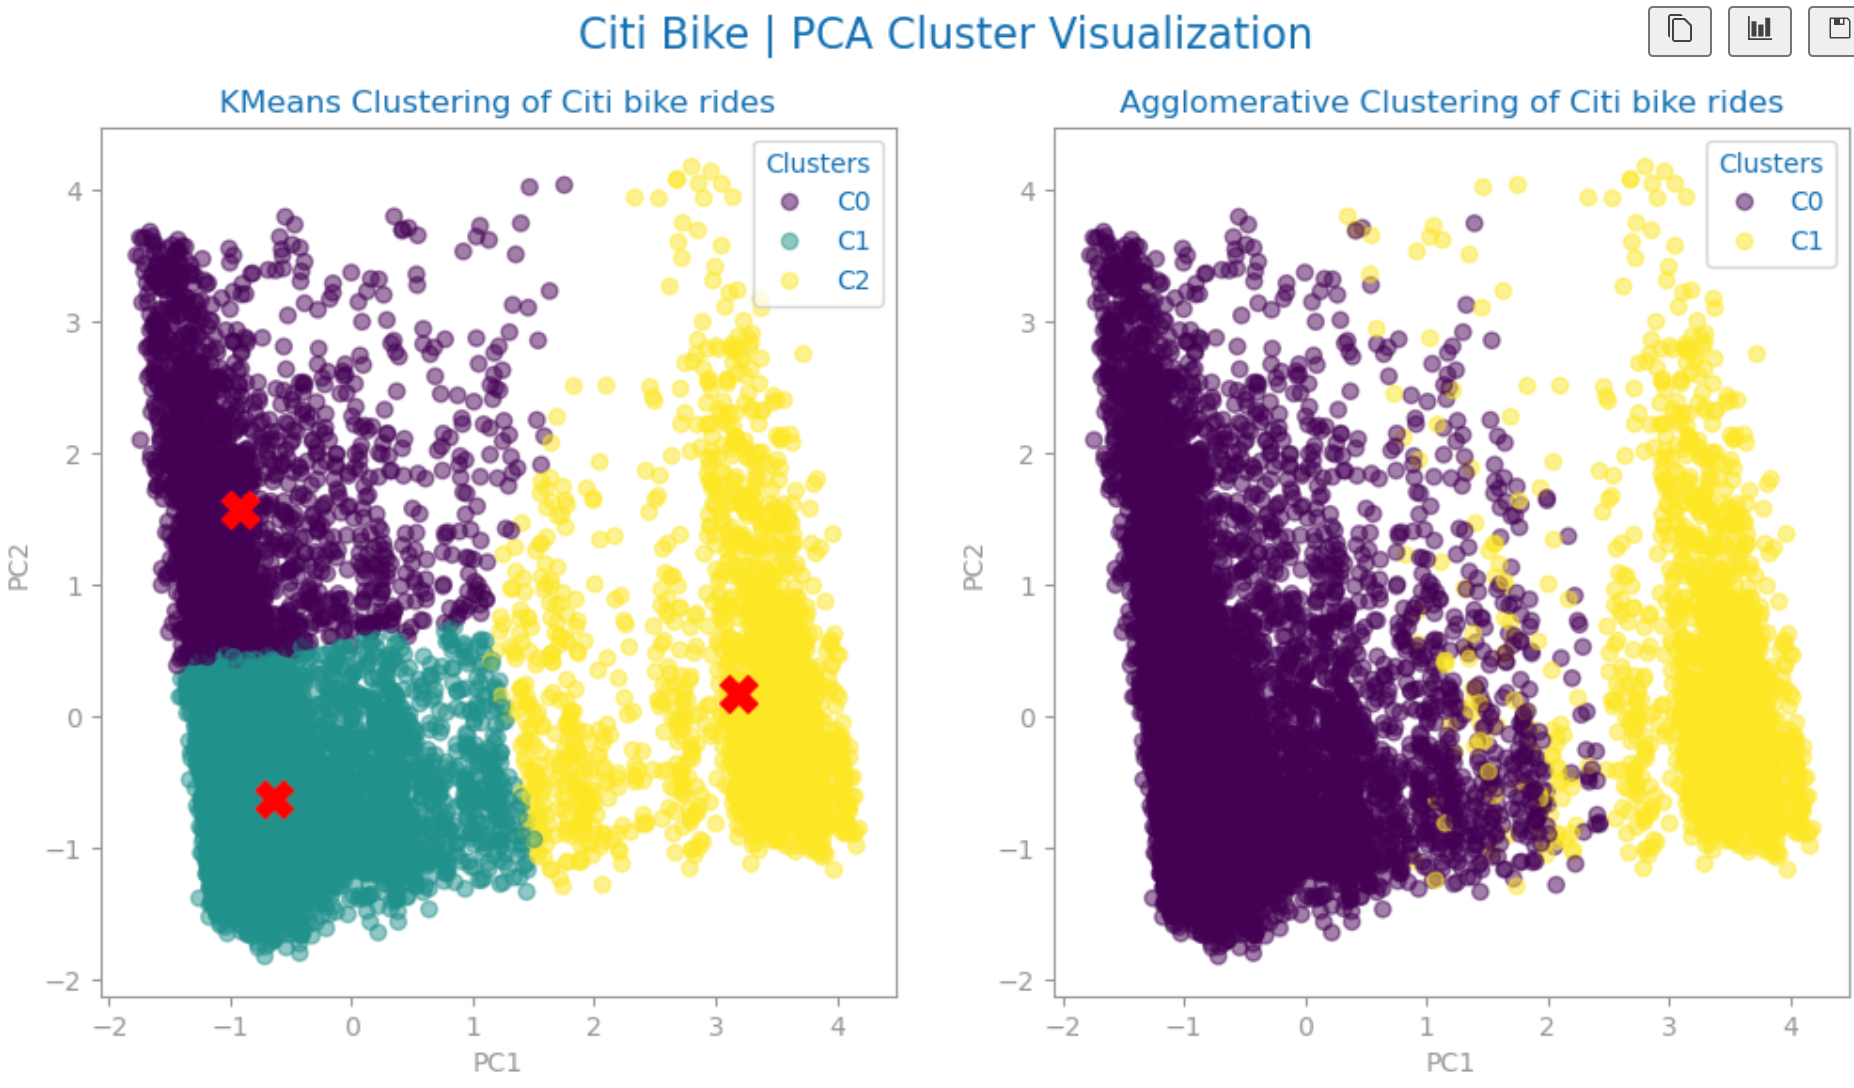 Citi Bike | PCA Cluster Visualization
KMeans Clustering of Citi bike rides
Clusters
C0
C1
C2
4
3
2
1
0
−1
−2
PC2
−2 −1 0 1 2 3 4
PC1
Agglomerative Clustering of Citi bike rides
Clusters
C0
C1
4
3
2
1
0
−1
−2
PC2
−2 −1 0 1 2 3 4
PC1